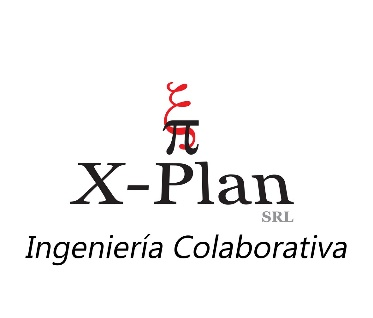 ξ
π
X-Plan
SRL
Ingeniería Colaborativa